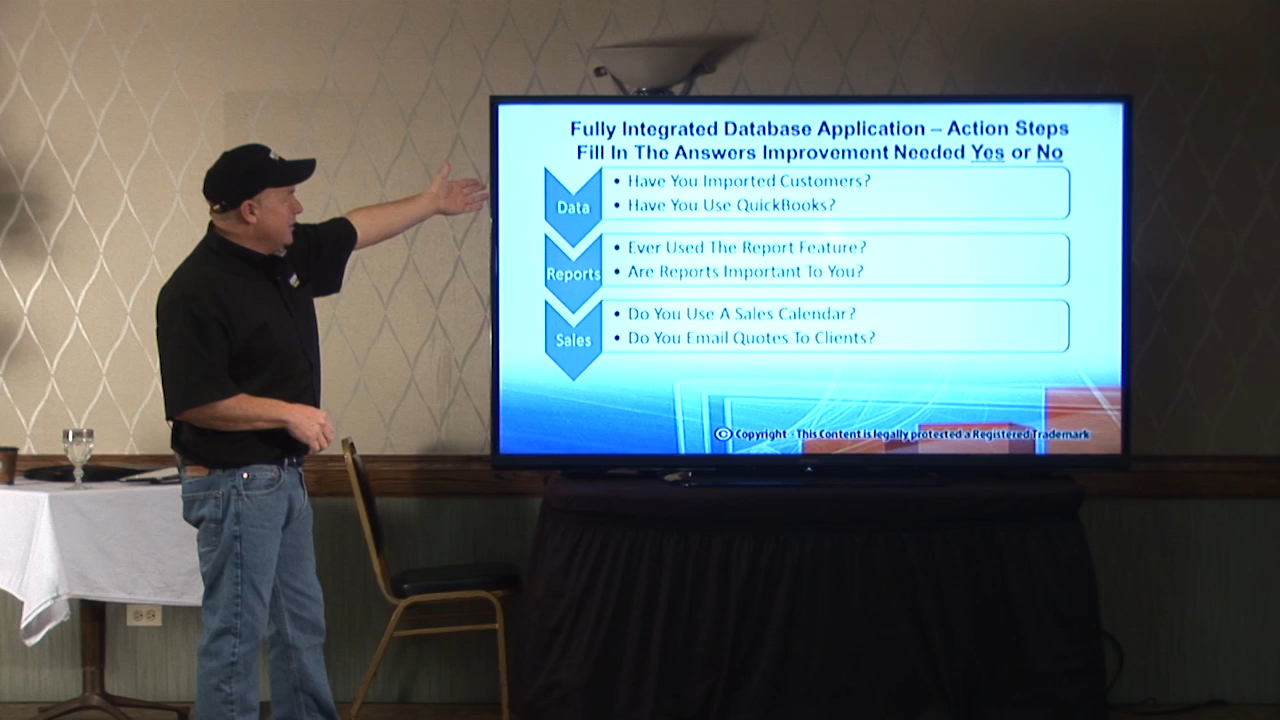 Fully Integrated Database Application – Action Steps
Fill In The Answers Improvement Needed Yes or No
Data
• Have You Imported Customers?
• Have You Use QuickBooks?
Reports
• Ever Used The Report Feature?
• Are Reports Important To You?
Sales
• Do You Use A Sales Calendar?
• Do You Email Quotes To Clients?
© Copyright - This Content is legally protected a Registered Trademark